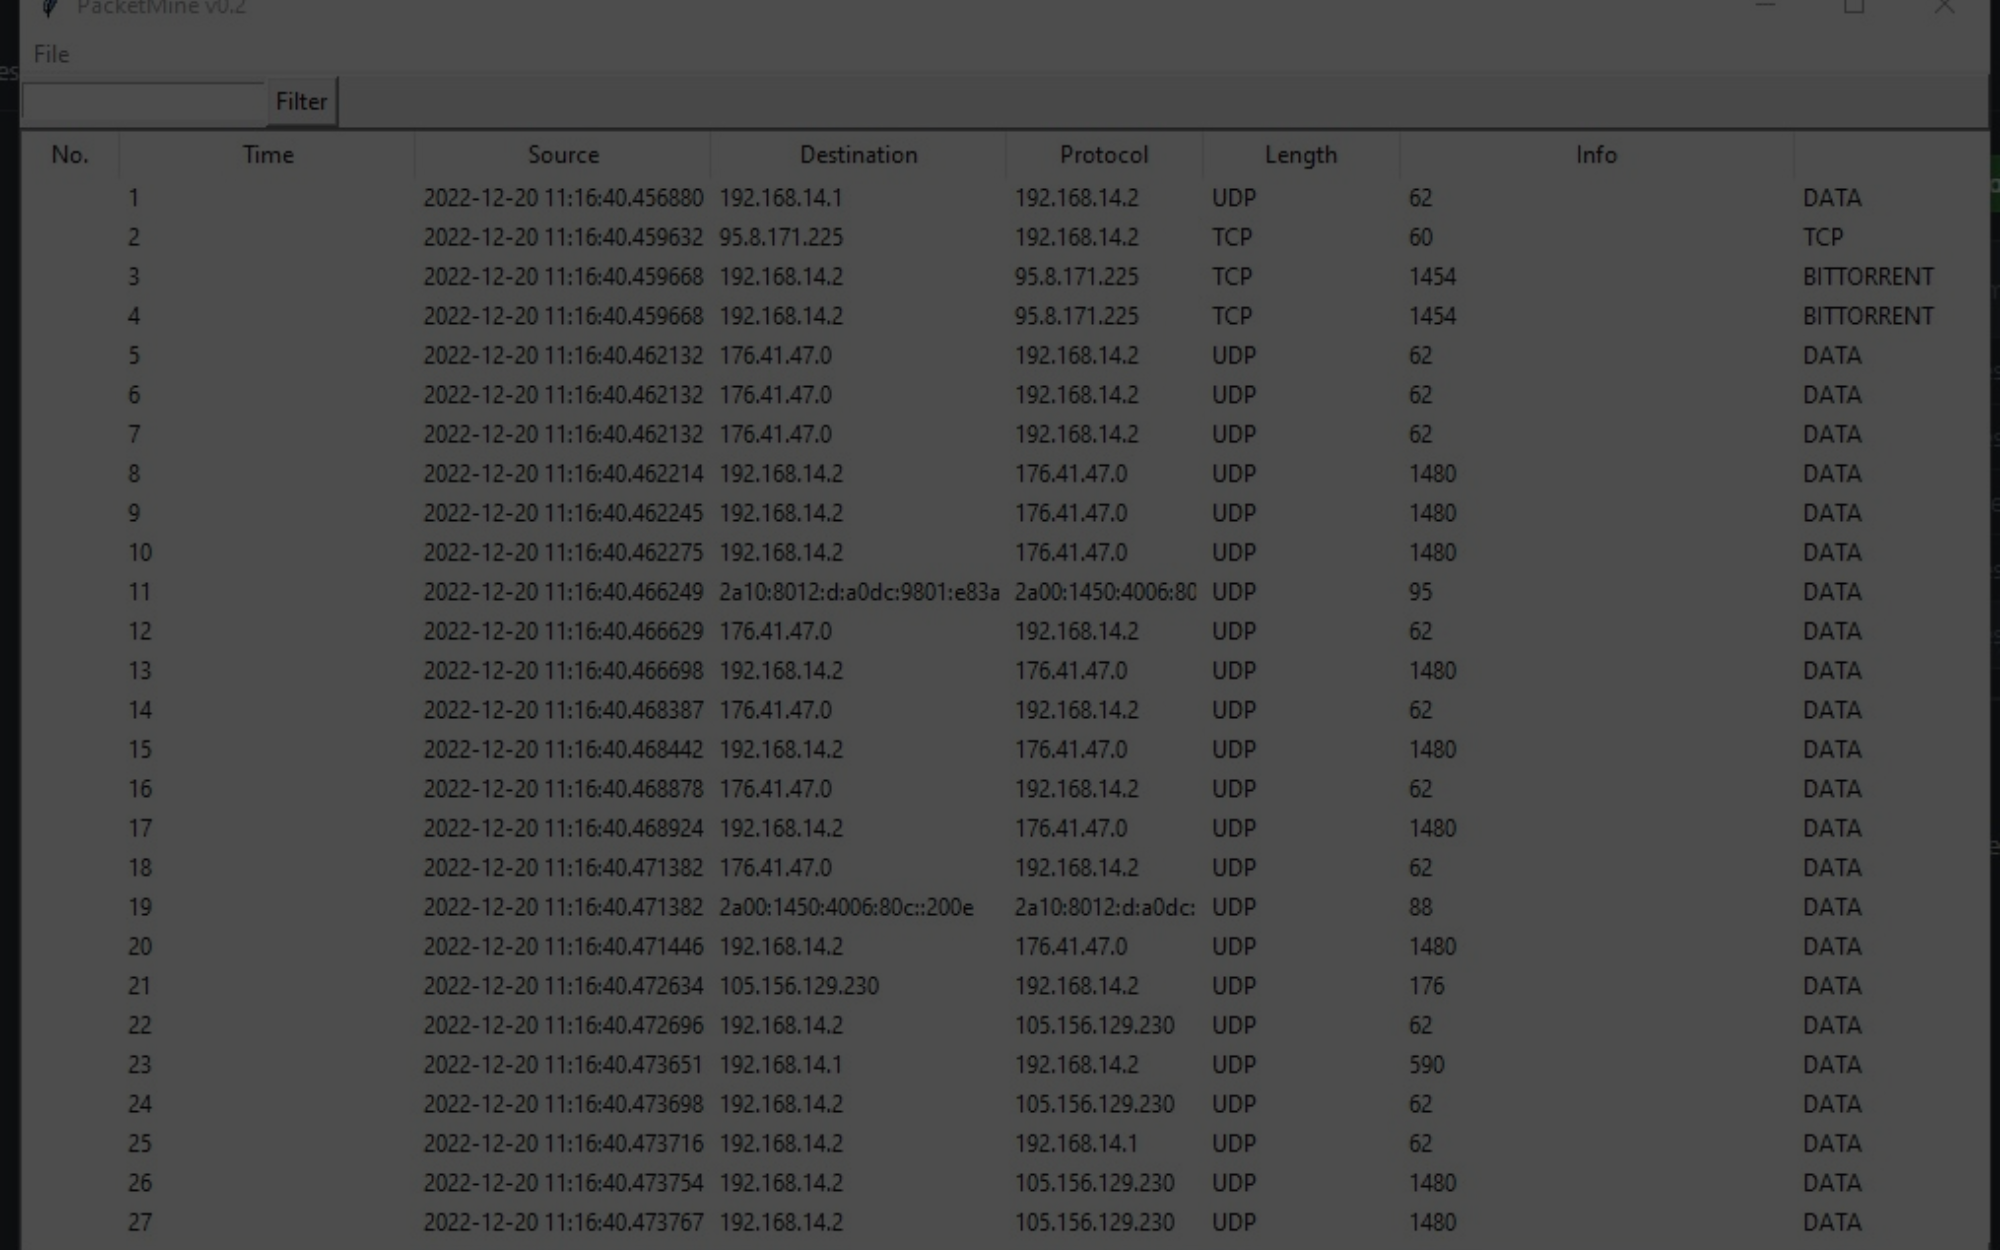 PacketMine v0.2
File
Filter
No. Time Source Destination Protocol Length Info
1 2022-12-20 11:16:40.456880 192.168.14.1 192.168.14.2 UDP 62 DATA
2 2022-12-20 11:16:40.459632 95.8.171.225 192.168.14.2 TCP 60 TCP
3 2022-12-20 11:16:40.459668 192.168.14.2 95.8.171.225 TCP 1454 BITTORRENT
4 2022-12-20 11:16:40.459668 192.168.14.2 95.8.171.225 TCP 1454 BITTORRENT
5 2022-12-20 11:16:40.462132 176.41.47.0 192.168.14.2 UDP 62 DATA
6 2022-12-20 11:16:40.462132 176.41.47.0 192.168.14.2 UDP 62 DATA
7 2022-12-20 11:16:40.462132 176.41.47.0 192.168.14.2 UDP 62 DATA
8 2022-12-20 11:16:40.462214 192.168.14.2 176.41.47.0 UDP 1480 DATA
9 2022-12-20 11:16:40.462245 192.168.14.2 176.41.47.0 UDP 1480 DATA
10 2022-12-20 11:16:40.462275 192.168.14.2 176.41.47.0 UDP 1480 DATA
11 2022-12-20 11:16:40.466249 2a10:8012:d:a0dc:9801:e83a 2a00:1450:4006:80 UDP 95 DATA
12 2022-12-20 11:16:40.466629 176.41.47.0 192.168.14.2 UDP 62 DATA
13 2022-12-20 11:16:40.466698 192.168.14.2 176.41.47.0 UDP 1480 DATA
14 2022-12-20 11:16:40.468387 176.41.47.0 192.168.14.2 UDP 62 DATA
15 2022-12-20 11:16:40.468442 192.168.14.2 176.41.47.0 UDP 1480 DATA
16 2022-12-20 11:16:40.468878 176.41.47.0 192.168.14.2 UDP 62 DATA
17 2022-12-20 11:16:40.468924 192.168.14.2 176.41.47.0 UDP 1480 DATA
18 2022-12-20 11:16:40.471382 176.41.47.0 192.168.14.2 UDP 62 DATA
19 2022-12-20 11:16:40.471382 2a00:1450:4006:80c::200e 2a10:8012:d:a0dc: UDP 88 DATA
20 2022-12-20 11:16:40.471446 192.168.14.2 176.41.47.0 UDP 1480 DATA
21 2022-12-20 11:16:40.472634 105.156.129.230 192.168.14.2 UDP 176 DATA
22 2022-12-20 11:16:40.472696 192.168.14.2 105.156.129.230 UDP 62 DATA
23 2022-12-20 11:16:40.473651 192.168.14.1 192.168.14.2 UDP 590 DATA
24 2022-12-20 11:16:40.473698 192.168.14.2 105.156.129.230 UDP 62 DATA
25 2022-12-20 11:16:40.473716 192.168.14.2 192.168.14.1 UDP 62 DATA
26 2022-12-20 11:16:40.473754 192.168.14.2 105.156.129.230 UDP 1480 DATA
27 2022-12-20 11:16:40.473767 192.168.14.2 105.156.129.230 UDP 1480 DATA